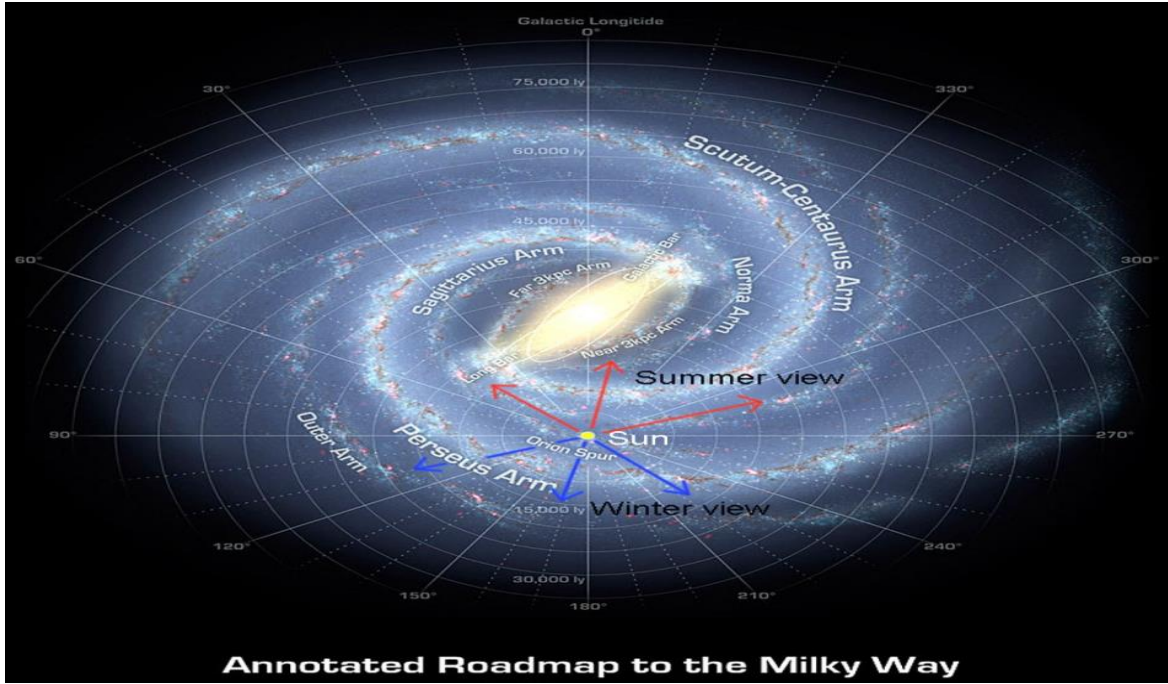 Galactic Longitide
0°
30°
330°
75,000 ly
60,000 ly
Scutum-Centaurus Arm
45,000 ly
60°
300°
Sagittarius Arm
Far 3kpc Arm
Galactic Bar
Norma Arm
Near 3kpc Arm
Long Bar
Summer view
90°
Outer Arm
Perseus Arm
Orion Spur
Sun
270°
15,000 ly
Winter view
120°
240°
30,000 ly
150°
180°
210°
Annotated Roadmap to the Milky Way